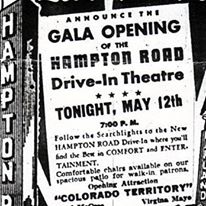 ANNOUNCE THE
GALA OPENING
OF THE
HAMPTON ROAD
Drive-In Theatre
TONIGHT, MAY 12th
7:00 P. M.
Follow the Searchlights to the New
HAMPTON ROAD Drive-In where you'll
find the Best in COMFORT and ENTER-
TAINMENT.
Comfortable chairs available on our
spacious patio for walk-in patrons.
Opening Attraction
"COLORADO TERRITORY"
Virgina Mayo
HAMPTON